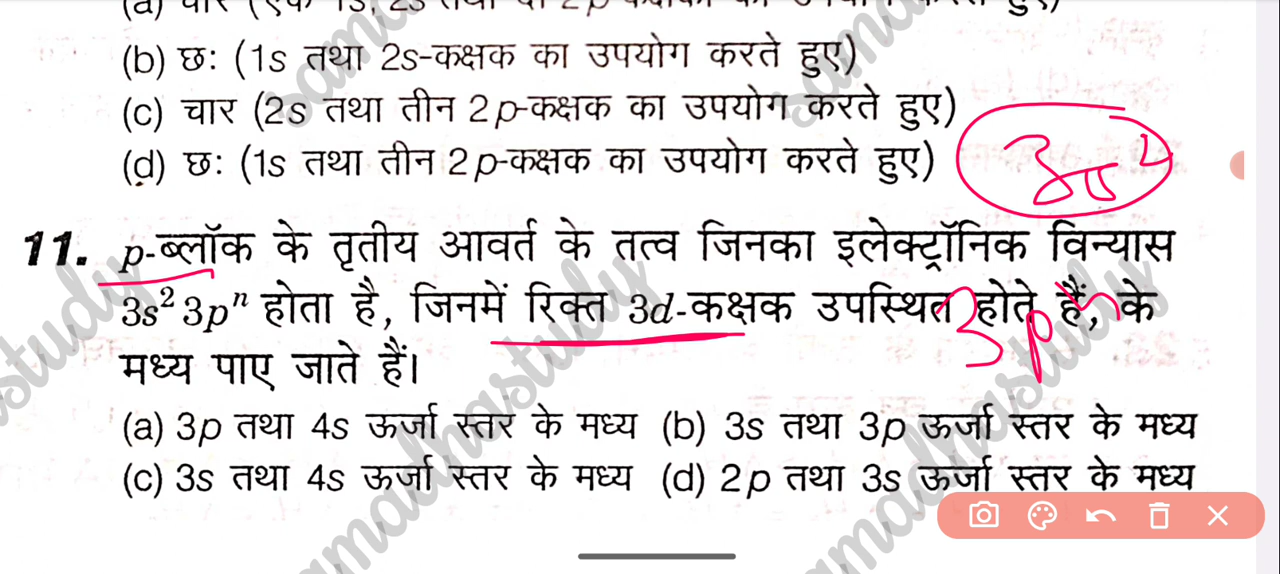 (b) छः (1s तथा 2s-कक्षक का उपयोग करते हुए)
(c) चार (2s तथा तीन 2p-कक्षक का उपयोग करते हुए)
(d) छः (1s तथा तीन 2p-कक्षक का उपयोग करते हुए)
11. p-ब्लॉक के तृतीय आवर्त के तत्व जिनका इलेक्ट्रॉनिक विन्यास
3s² 3pⁿ होता है, जिनमें रिक्त 3d-कक्षक उपस्थित होते हैं, के
3pⁿ
मध्य पाए जाते हैं।
(a) 3p तथा 4s ऊर्जा स्तर के मध्य (b) 3s तथा 3p ऊर्जा स्तर के मध्य
(c) 3s तथा 4s ऊर्जा स्तर के मध्य (d) 2p तथा 3s ऊर्जा स्तर के मध्य